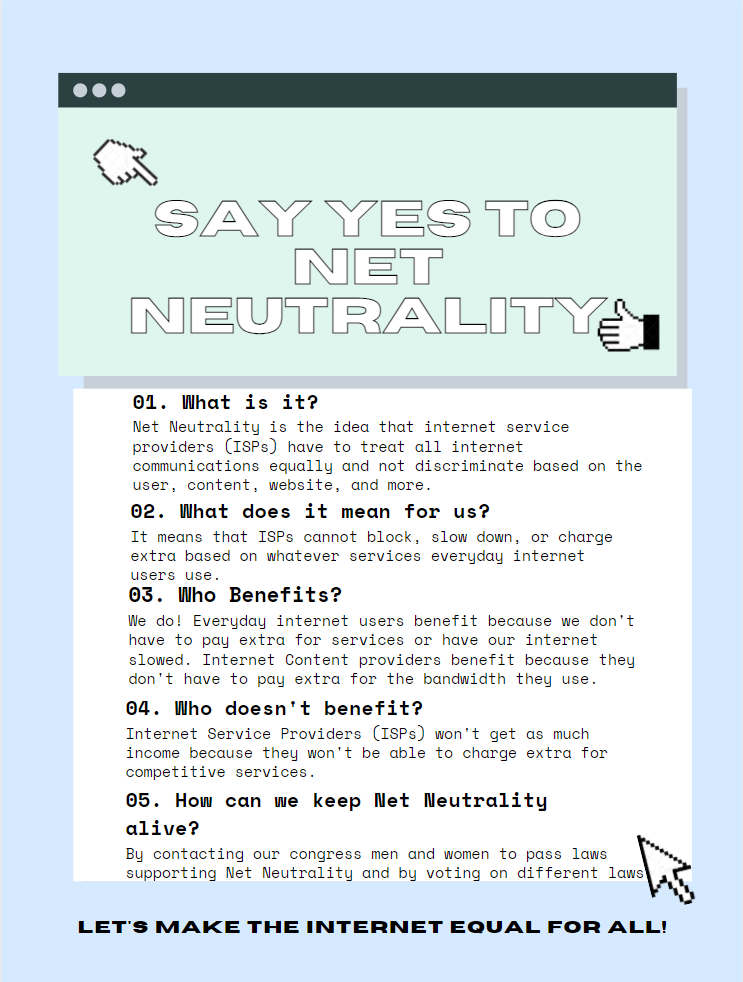 SAY YES TO
NET
NEUTRALITY
01. What is it?
Net Neutrality is the idea that internet service
providers (ISPs) have to treat all internet
communications equally and not discriminate based on the
user, content, website, and more.
02. What does it mean for us?
It means that ISPs cannot block, slow down, or charge
extra based on whatever services everyday internet
users use.
03. Who Benefits?
We do! Everyday internet users benefit because we don't
have to pay extra for services or have our internet
slowed. Internet Content providers benefit because they
don't have to pay extra for the bandwidth they use.
04. Who doesn't benefit?
Internet Service Providers (ISPs) won't get as much
income because they won't be able to charge extra for
competitive services.
05. How can we keep Net Neutrality
alive?
By contacting our congress men and women to pass laws
supporting Net Neutrality and by voting on different laws
LET'S MAKE THE INTERNET EQUAL FOR ALL!